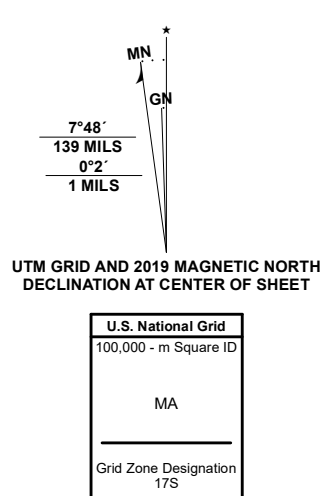 ★
MN
GN
7°48´
139 MILS
0°2´
1 MILS
UTM GRID AND 2019 MAGNETIC NORTH
DECLINATION AT CENTER OF SHEET
U.S. National Grid
100,000 - m Square ID
MA
Grid Zone Designation
17S